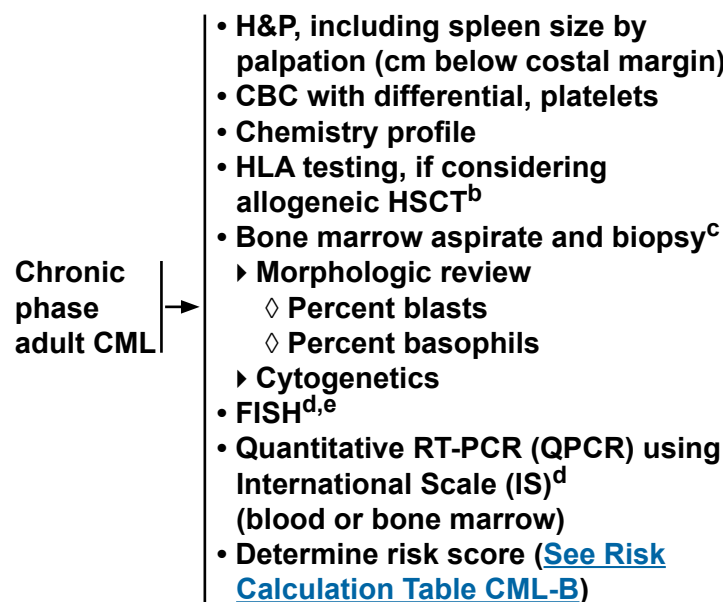 • H&P, including spleen size by
palpation (cm below costal margin)
• CBC with differential, platelets
• Chemistry profile
• HLA testing, if considering
allogeneic HSCTb
• Bone marrow aspirate and biopsyc
Chronic
phase
adult CML
▸ Morphologic review
◊ Percent blasts
◊ Percent basophils
▸ Cytogenetics
• FISHd,e
• Quantitative RT-PCR (QPCR) using
International Scale (IS)d
(blood or bone marrow)
• Determine risk score (See Risk
Calculation Table CML-B)